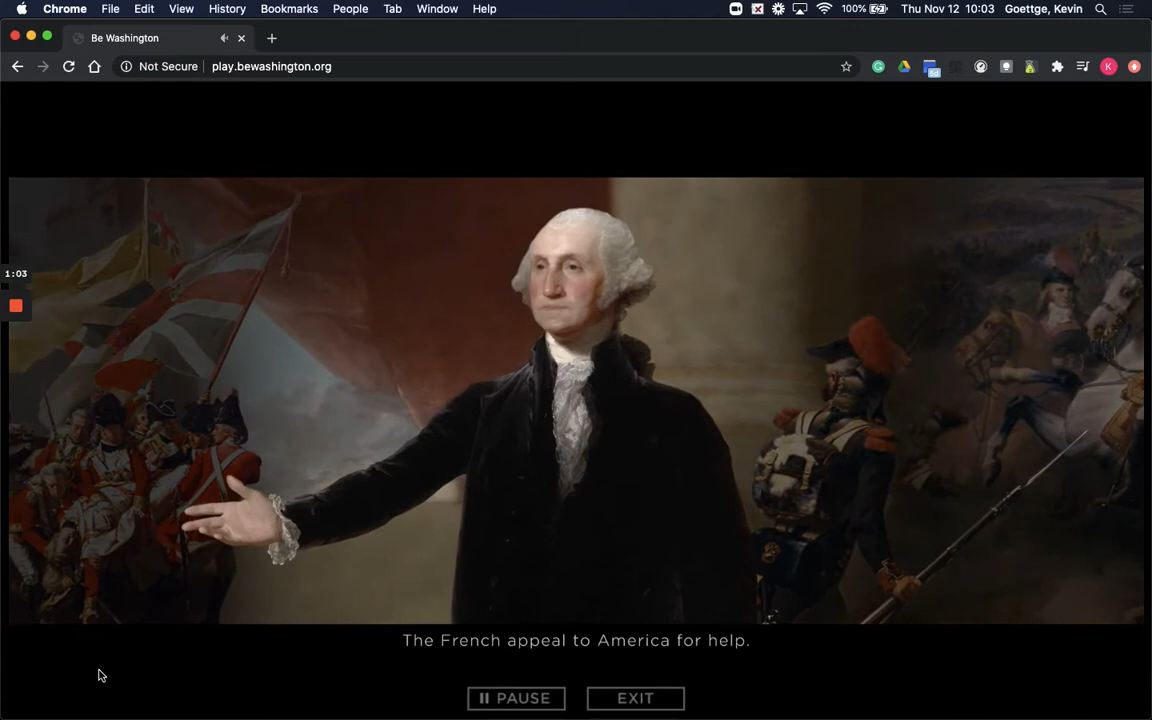 Chrome File Edit View History Bookmarks People Tab Window Help 100% Thu Nov 12 10:03 Goettge, Kevin
Be Washington
Not Secure play.bewashington.org
K
1:03
The French appeal to America for help.
PAUSE EXIT